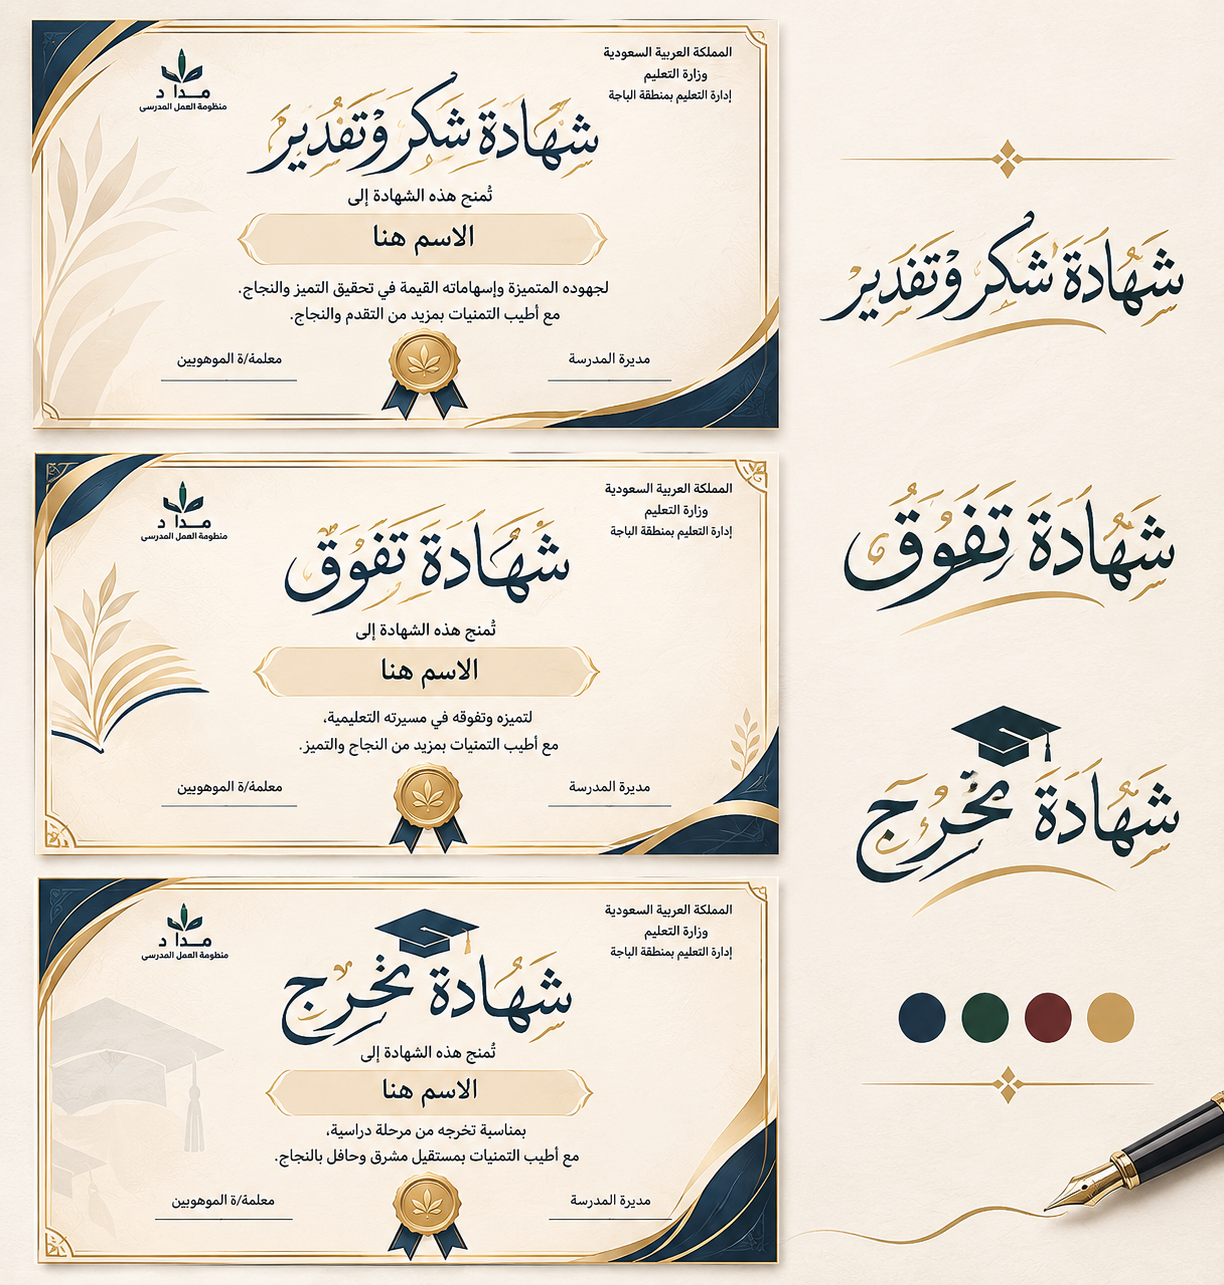 المملكة العربية السعودية
وزارة التعليم
إدارة التعليم بمنطقة الباجة
مداد
منظومة العمل المدرسي
شهادة شكر وتقدير
تُمنح هذه الشهادة إلى
الاسم هنا
لجهوده المتميزة وإسهاماته القيمة في تحقيق التميز والنجاح.
مع أطيب التمنيات بمزيد من التقدم والنجاح.
مديرة المدرسة
معلمة/ة الموهوبين
المملكة العربية السعودية
وزارة التعليم
إدارة التعليم بمنطقة الباجة
مداد
منظومة العمل المدرسي
شهادة تفوق
تُمنح هذه الشهادة إلى
الاسم هنا
لتميزه وتفوقه في مسيرته التعليمية،
مع أطيب التمنيات بمزيد من النجاح والتميز.
مديرة المدرسة
معلمة/ة الموهوبين
المملكة العربية السعودية
وزارة التعليم
إدارة التعليم بمنطقة الباجة
مداد
منظومة العمل المدرسي
شهادة تخرج
تُمنح هذه الشهادة إلى
الاسم هنا
بمناسبة تخرجه من مرحلة دراسية،
مع أطيب التمنيات بمستقبل مشرق وحافل بالنجاح.
مديرة المدرسة
معلمة/ة الموهوبين
شهادة شكر وتقدير
شهادة تفوق
شهادة تخرج